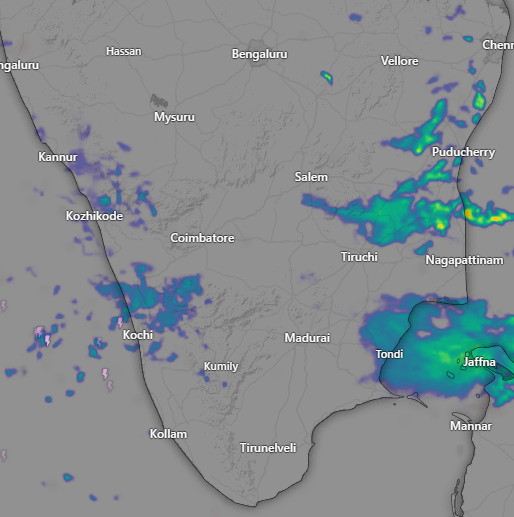 Hassan
Bengaluru
Chenn
ngaluru
Vellore
Mysuru
Kannur
Puducherry
Salem
Kozhikode
Coimbatore
Tiruchi
Nagapattinam
Kochi
Madurai
Tondi
Jaffna
Kumily
Mannar
Kollam
Tirunelveli